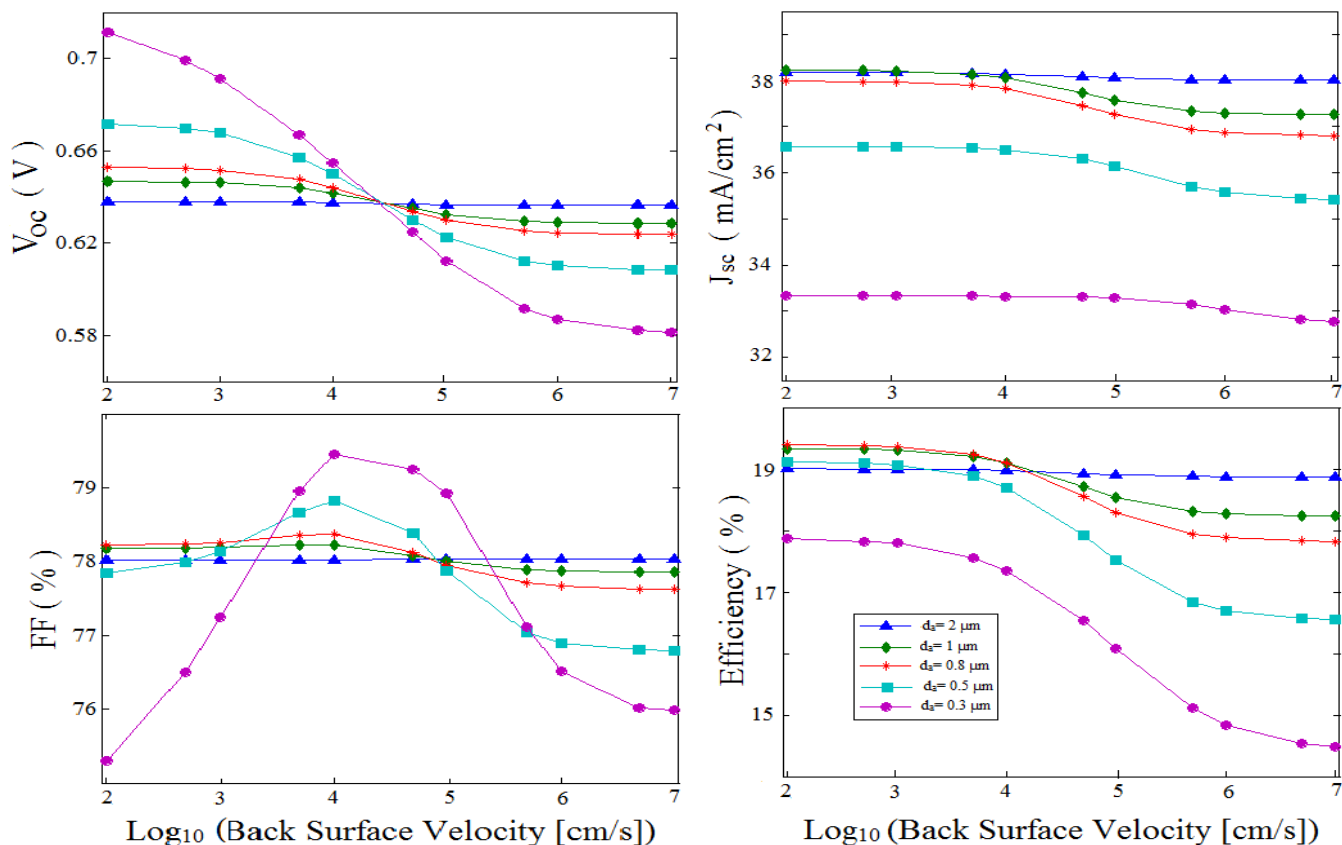 V_OC ( V )
0.7
0.66
0.62
0.58
2 3 4 5 6 7
J_sc ( mA/cm²)
38
36
33
32
2 3 4 5 6 7
FF ( % )
79
78
77
76
2 3 4 5 6 7
Log₁₀ (Back Surface Velocity [cm/s])
Efficiency ( % )
19
17
15
dₐ= 2 µm
dₐ= 1 µm
dₐ= 0.8 µm
dₐ= 0.5 µm
dₐ= 0.3 µm
2 3 4 5 6 7
Log₁₀ (Back Surface Velocity [cm/s])